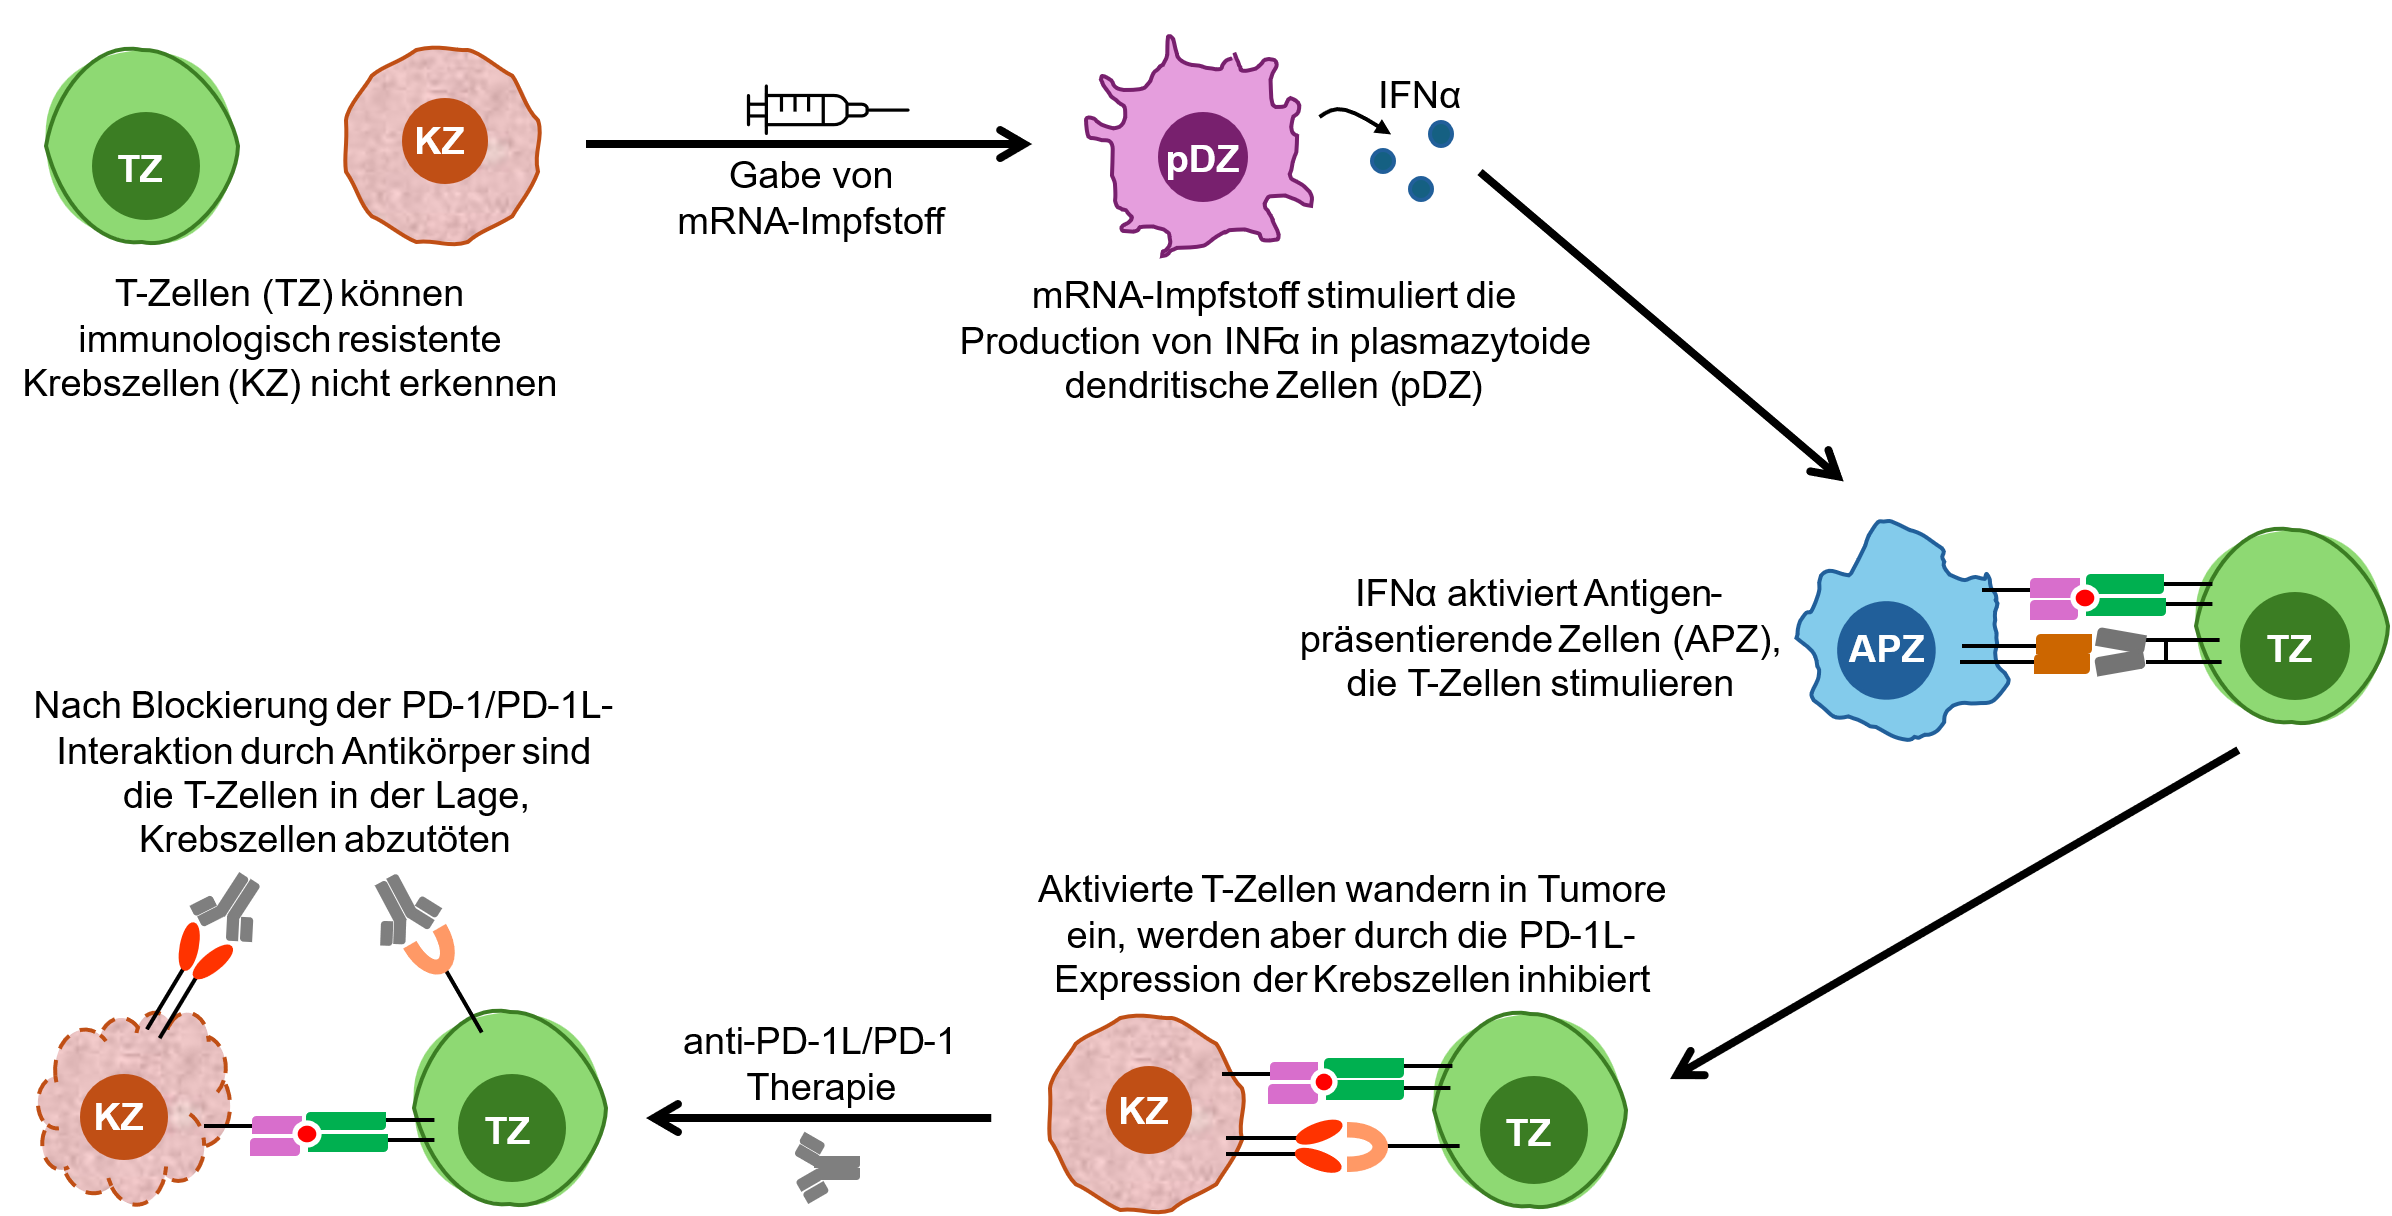 TZ
KZ
T-Zellen (TZ) können
immunologisch resistente
Krebszellen (KZ) nicht erkennen
Gabe von
mRNA-Impfstoff
pDZ
IFNα
mRNA-Impfstoff stimuliert die
Production von INFα in plasmazytoide
dendritische Zellen (pDZ)
IFNα aktiviert Antigen-
präsentierende Zellen (APZ),
die T-Zellen stimulieren
APZ
TZ
Aktivierte T-Zellen wandern in Tumore
ein, werden aber durch die PD-1L-
Expression der Krebszellen inhibiert
KZ
TZ
anti-PD-1L/PD-1
Therapie
Nach Blockierung der PD-1/PD-1L-
Interaktion durch Antikörper sind
die T-Zellen in der Lage,
Krebszellen abzutöten
KZ
TZ